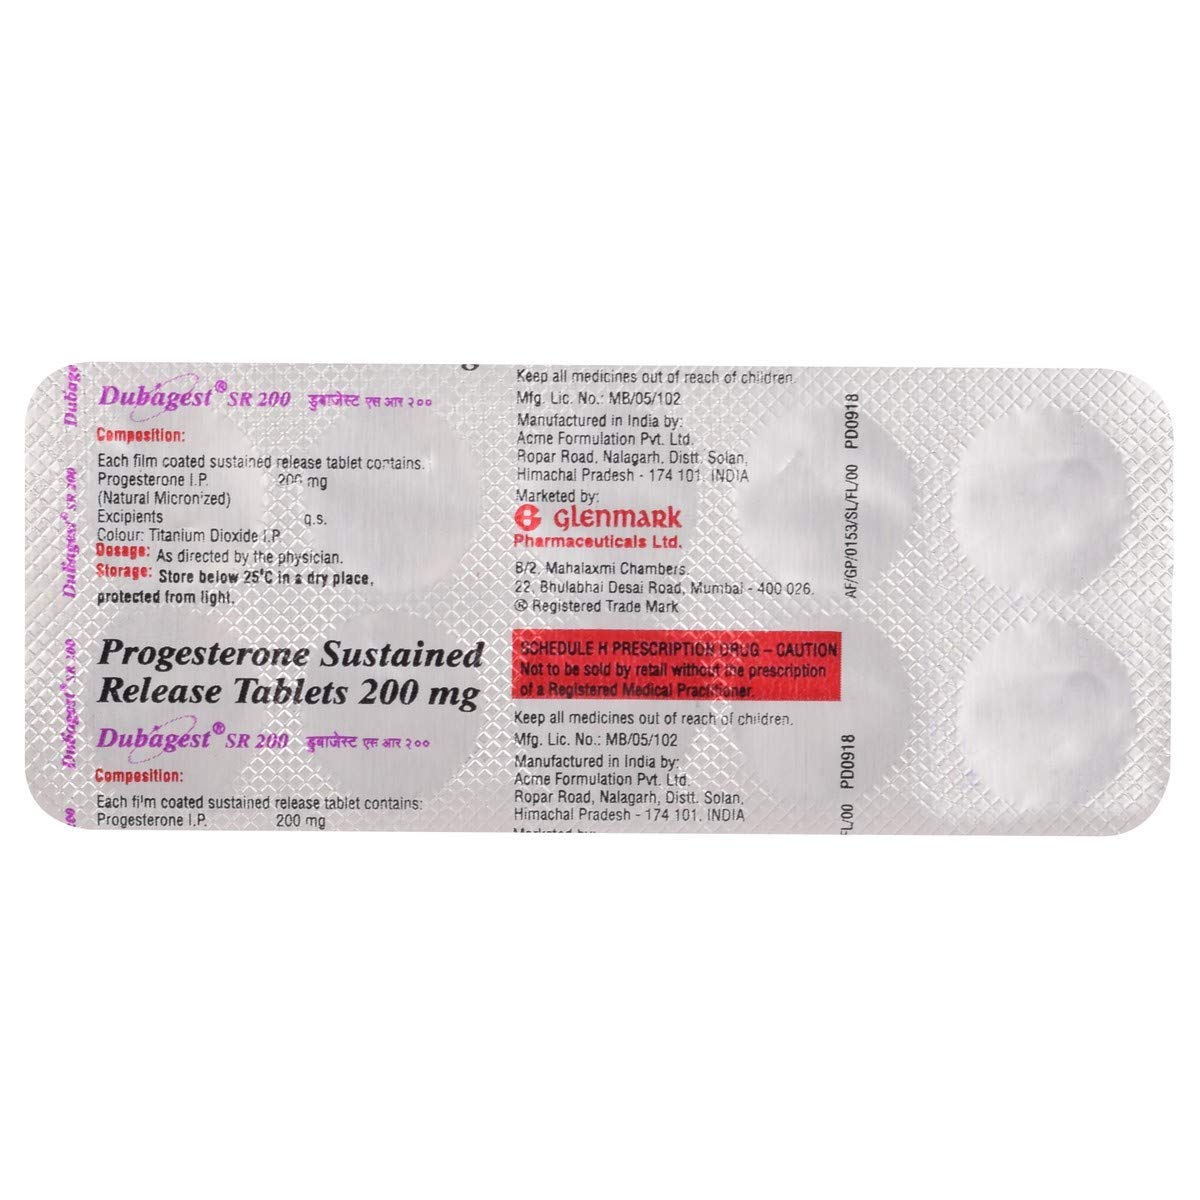 Dubagest® SR 200 डुबाजेस्ट एस आर २००
Composition:
Each film coated sustained release tablet contains:
Progesterone I.P. 200 mg
(Natural Micronized)
Excipients q.s.
Colour: Titanium Dioxide I.P.
Dosage: As directed by the physician.
Storage: Store below 25°C in a dry place,
protected from light.
Progesterone Sustained
Release Tablets 200 mg
Dubagest® SR 200 डुबाजेस्ट एस आर २००
Composition:
Each film coated sustained release tablet contains:
Progesterone I.P. 200 mg
Keep all medicines out of reach of children.
Mfg. Lic. No.: MB/05/102
Manufactured in India by:
Acme Formulation Pvt. Ltd.
Ropar Road, Nalagarh, Distt. Solan,
Himachal Pradesh - 174 101, INDIA
Marketed by:
G glenmark
Pharmaceuticals Ltd.
B/2, Mahalaxmi Chambers,
22, Bhulabhai Desai Road, Mumbai - 400 026.
® Registered Trade Mark
SCHEDULE H PRESCRIPTION DRUG – CAUTION
Not to be sold by retail without the prescription
of a Registered Medical Practitioner.
Keep all medicines out of reach of children.
Mfg. Lic. No.: MB/05/102
Manufactured in India by:
Acme Formulation Pvt. Ltd
Ropar Road, Nalagarh, Distt. Solan,
Himachal Pradesh - 174 101, INDIA
Marketed by:
AF/GP/0153/SL/FL/00 PD0918
FL/00 PD0918
Dubage
Dubagest® SR 200
Dubagest® SR 200
200